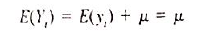 E(Y_t) = E(y_t) + μ = μ